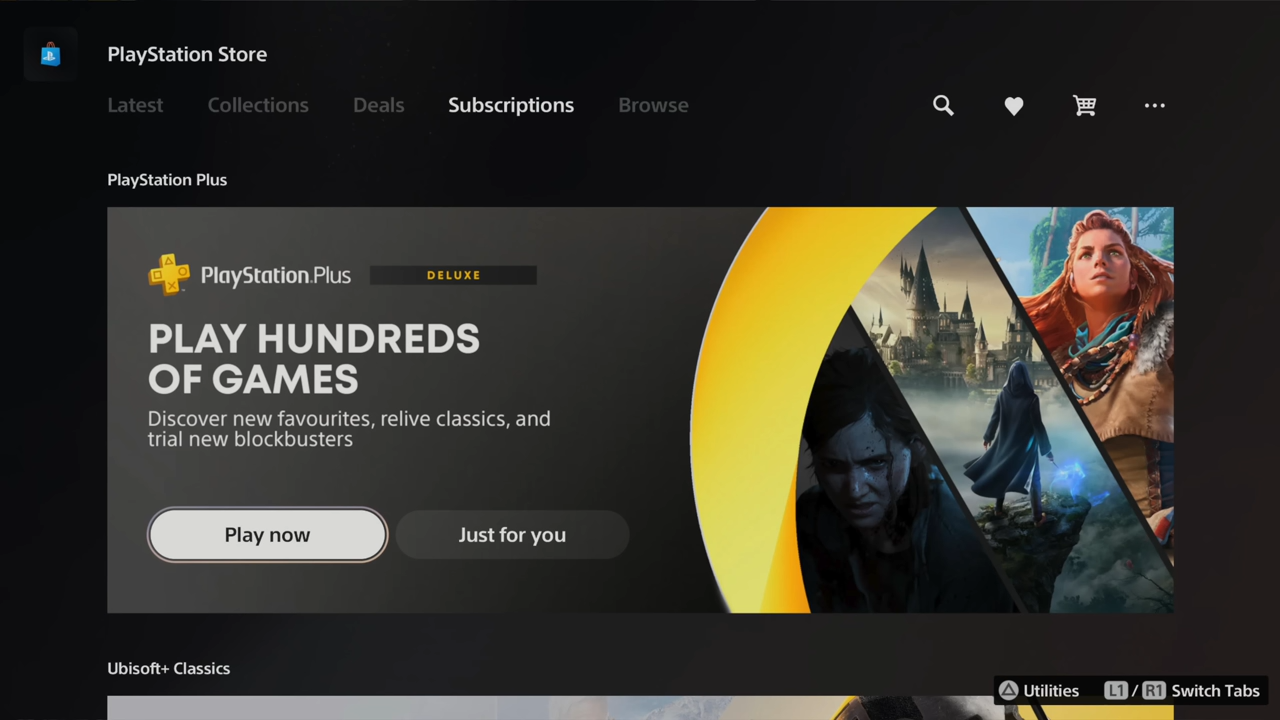 PlayStation Store
Latest Collections Deals Subscriptions Browse
PlayStation Plus
PlayStation Plus DELUXE
PLAY HUNDREDS
OF GAMES
Discover new favourites, relive classics, and
trial new blockbusters
Play now Just for you
Ubisoft+ Classics
Utilities L1 / R1 Switch Tabs